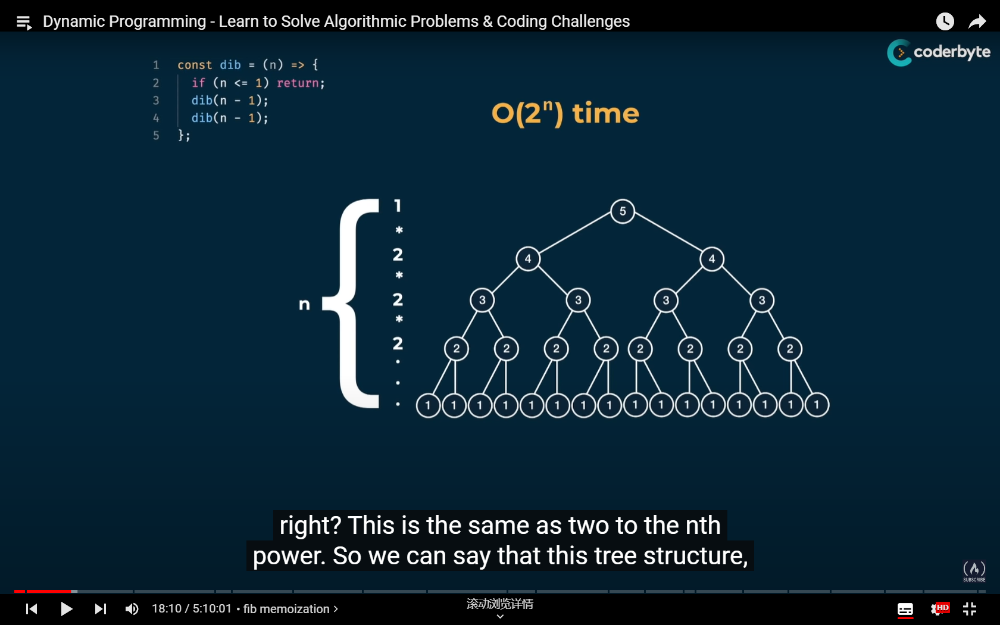 Dynamic Programming - Learn to Solve Algorithmic Problems & Coding Challenges
coderbyte
1 const dib = (n) => {
2 if (n <= 1) return;
3 dib(n - 1);
4 dib(n - 1);
5 };
O(2ⁿ) time
n
1
*
2
*
2
*
2
.
.
.
5
4 4
3 3 3 3
2 2 2 2 2 2 2 2
1 1 1 1 1 1 1 1 1 1 1 1 1 1 1 1
right? This is the same as two to the nth
power. So we can say that this tree structure,
SUBSCRIBE
18:10 / 5:10:01 • fib memoization >
滚动浏览详情
HD